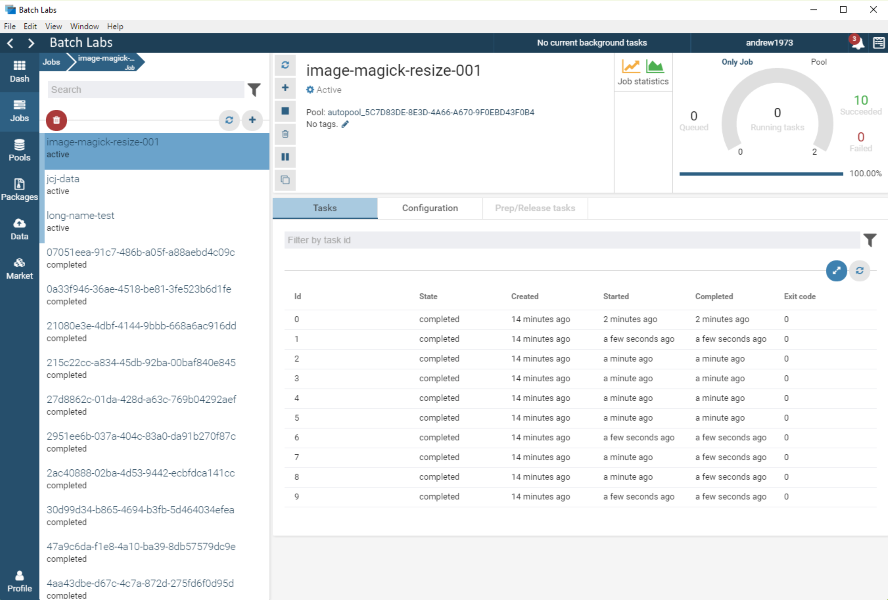 Batch Labs
File Edit View Window Help
Batch Labs
No current background tasks
andrew1973
3
Dash
Jobs
Pools
Packages
Data
Market
Profile
Jobs
image-magick-...
Job
Search
image-magick-resize-001
active
jcj-data
active
long-name-test
active
07051eea-91c7-486b-a05f-a88aebd4c09c
completed
0a33f946-36ae-4518-be81-3fe523b6d1fe
completed
21080e3e-4dbf-4144-9bbb-668a6ac916dd
completed
215c22cc-a834-45db-92ba-00baf840e845
completed
27d8862c-01da-428d-a63c-769b04292aef
completed
2951ee6b-037a-404c-83a0-da91b270f87c
completed
2ac40888-02ba-4d53-9442-ecbfdca141cc
completed
30d99d34-b865-4694-b3fb-5d464034efea
completed
47a9c6da-f1e8-4a10-ba39-8db57579dc9e
completed
4aa43dbe-d67c-4c7a-872d-275fd6f0d95d
completed
image-magick-resize-001
Active
Pool: autopool_5C7D83DE-8E3D-4A66-A670-9F0EBD43F0B4
No tags.
Job statistics
Only Job
Pool
0
Queued
0
Running tasks
0
2
10
Succeeded
0
Failed
100.00%
Tasks
Configuration
Prep/Release tasks
Filter by task id
Id State Created Started Completed Exit code
0 completed 14 minutes ago 2 minutes ago 2 minutes ago 0
1 completed 14 minutes ago a few seconds ago a few seconds ago 0
2 completed 14 minutes ago a minute ago a minute ago 0
3 completed 14 minutes ago a minute ago a minute ago 0
4 completed 14 minutes ago a minute ago a minute ago 0
5 completed 14 minutes ago a minute ago a minute ago 0
6 completed 14 minutes ago a few seconds ago a few seconds ago 0
7 completed 14 minutes ago a minute ago a few seconds ago 0
8 completed 14 minutes ago a minute ago a few seconds ago 0
9 completed 14 minutes ago a few seconds ago a few seconds ago 0